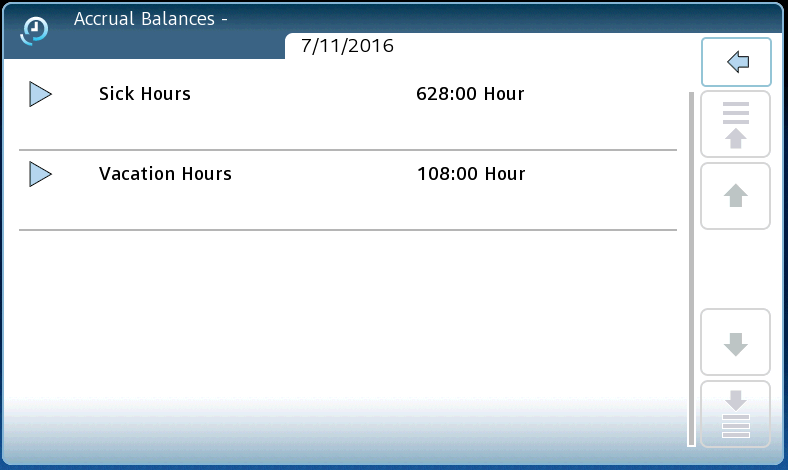 Accrual Balances -
7/11/2016
Sick Hours 628:00 Hour
Vacation Hours 108:00 Hour